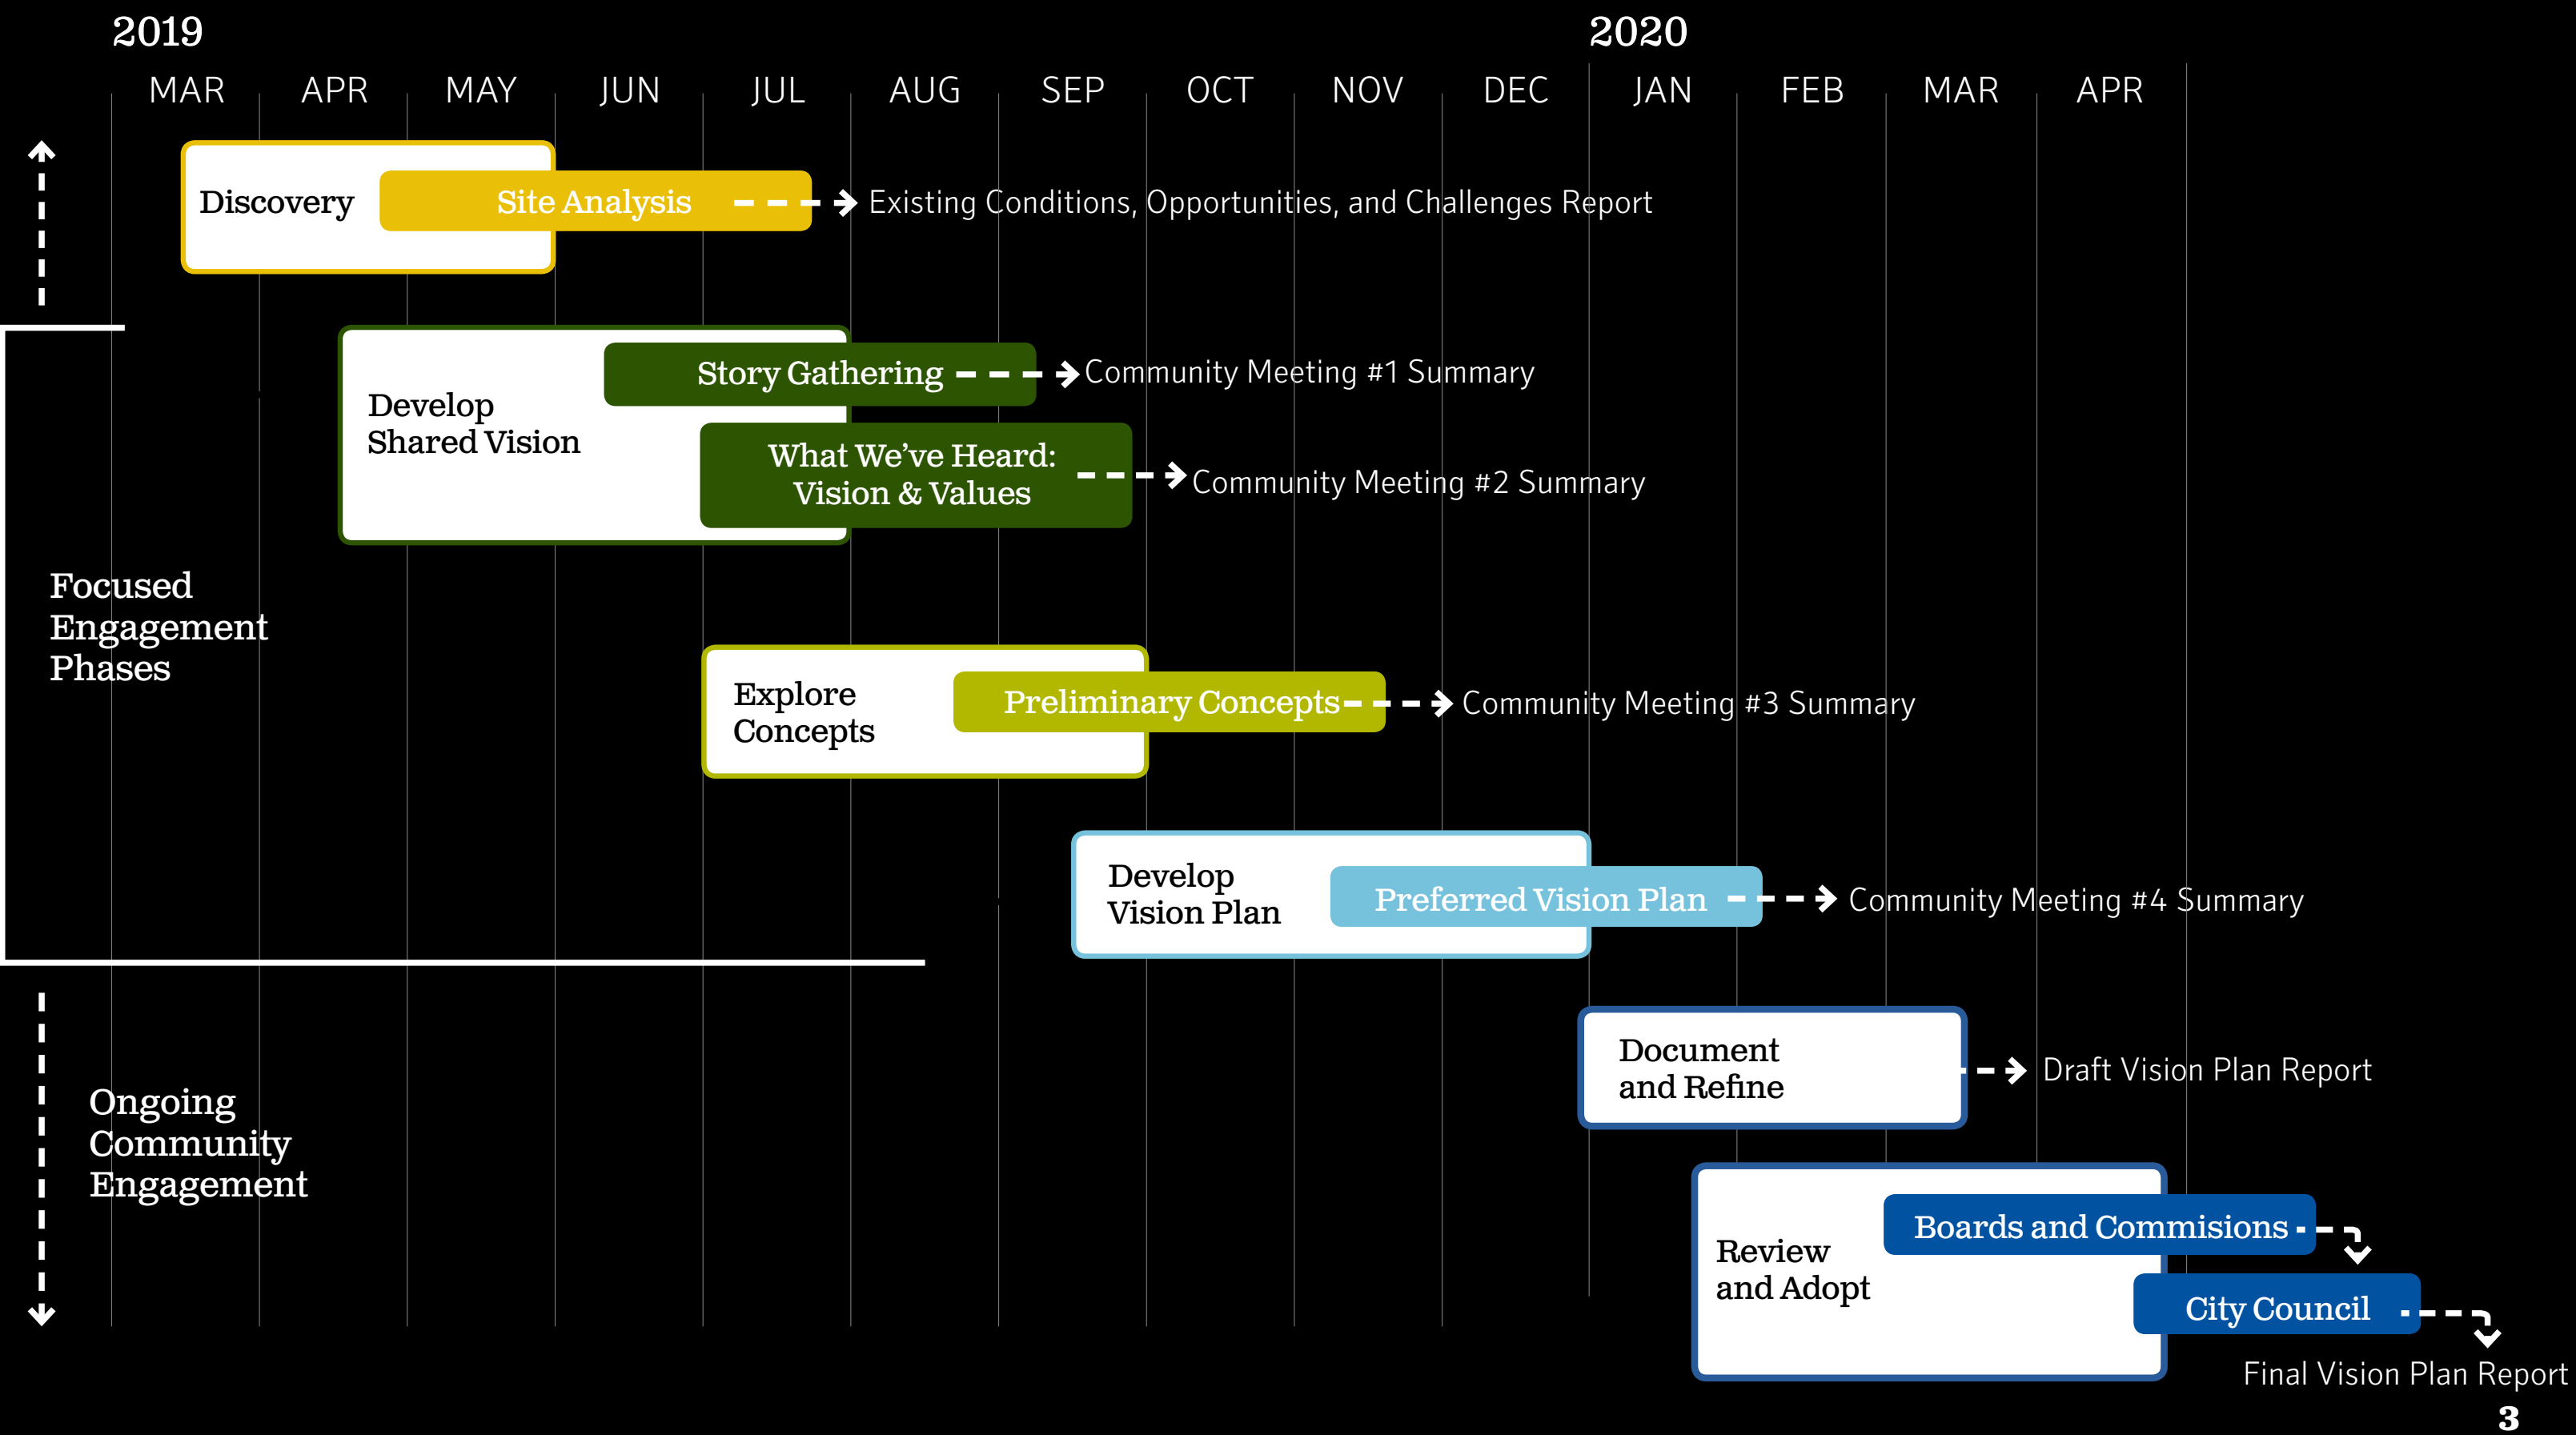 2019
2020
MAR
APR
MAY
JUN
JUL
AUG
SEP
OCT
NOV
DEC
JAN
FEB
MAR
APR
Discovery
Site Analysis
Existing Conditions, Opportunities, and Challenges Report
Develop
Shared Vision
Story Gathering
Community Meeting #1 Summary
What We’ve Heard:
Vision & Values
Community Meeting #2 Summary
Focused
Engagement
Phases
Explore
Concepts
Preliminary Concepts
Community Meeting #3 Summary
Develop
Vision Plan
Preferred Vision Plan
Community Meeting #4 Summary
Document
and Refine
Draft Vision Plan Report
Ongoing
Community
Engagement
Review
and Adopt
Boards and Commisions
City Council
Final Vision Plan Report
3